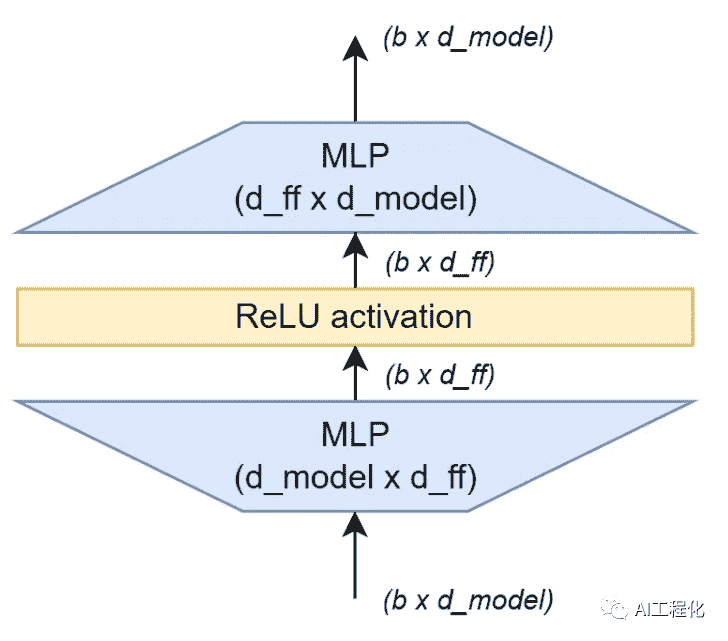 (b x d_model)
MLP
(d_ff x d_model)
(b x d_ff)
ReLU activation
(b x d_ff)
MLP
(d_model x d_ff)
(b x d_model)
AI工程化